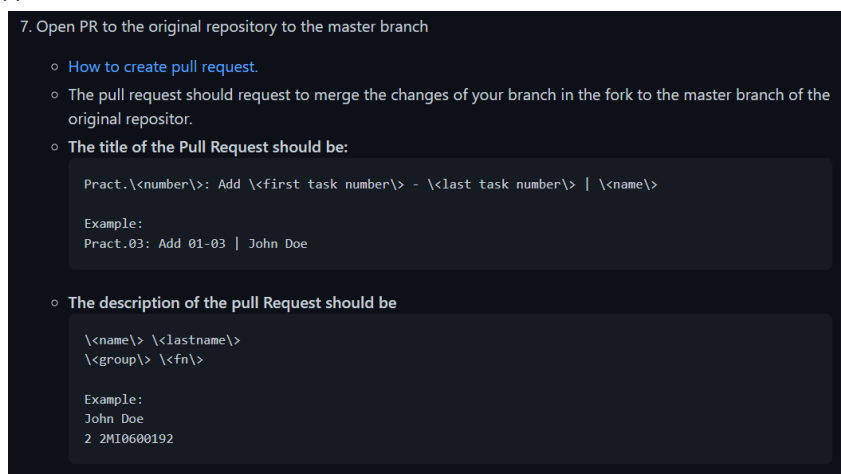 7. Open PR to the original repository to the master branch
How to create pull request.
The pull request should request to merge the changes of your branch in the fork to the master branch of the
original repositor.
The title of the Pull Request should be:
Pract.\<number\>: Add \<first task number\> - \<last task number\> | \<name\>
Example:
Pract.03: Add 01-03 | John Doe
The description of the pull Request should be
\<name\> \<lastname\>
\<group\> \<fn\>
Example:
John Doe
2 2MI0600192